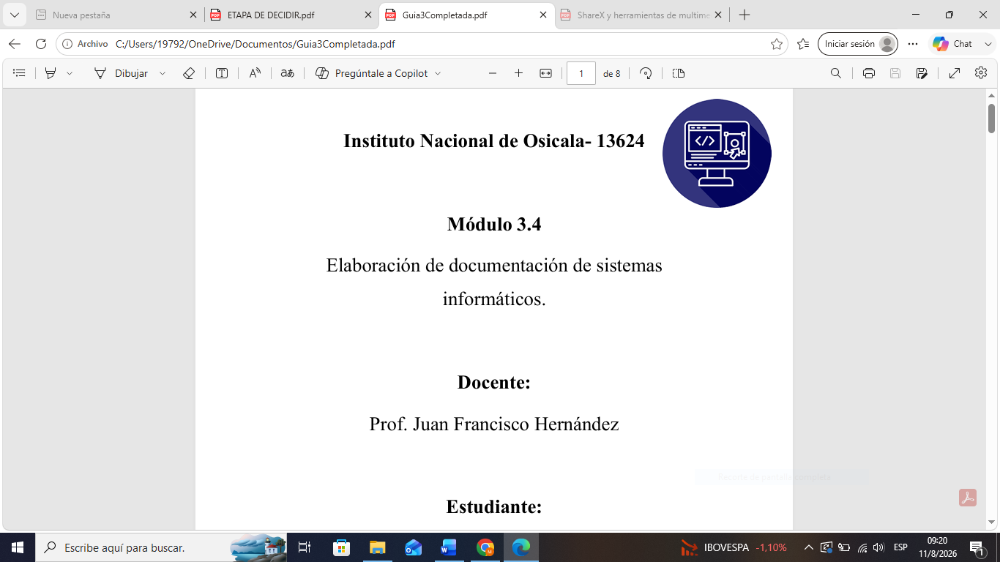 Nueva pestaña
ETAPA DE DECIDIR.pdf
Guia3Completada.pdf
ShareX y herramientas de multime
Archivo C:/Users/19792/OneDrive/Documentos/Guia3Completada.pdf
Iniciar sesión
Chat
Dibujar
Pregúntale a Copilot
1 de 8
Instituto Nacional de Osicala- 13624
</>
Módulo 3.4
Elaboración de documentación de sistemas
informáticos.
Docente:
Prof. Juan Francisco Hernández
Recorte de pantalla completa
Estudiante:
Escribe aquí para buscar.
IBOVESPA -1,10%
ESP
09:20
11/8/2026
1